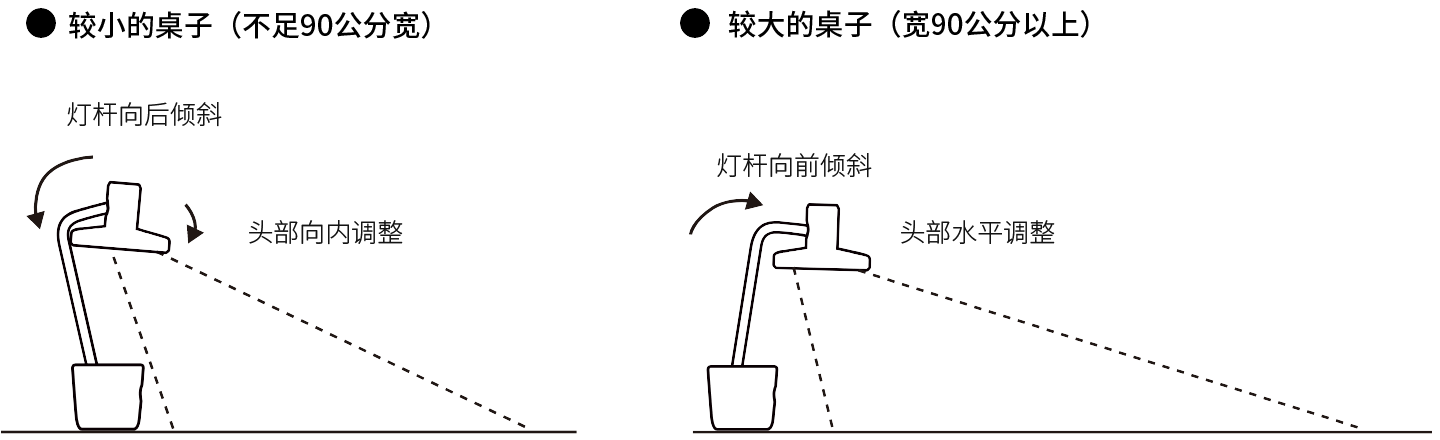 ● 较小的桌子（不足90公分宽）
灯杆向后倾斜
头部向内调整
● 较大的桌子（宽90公分以上）
灯杆向前倾斜
头部水平调整